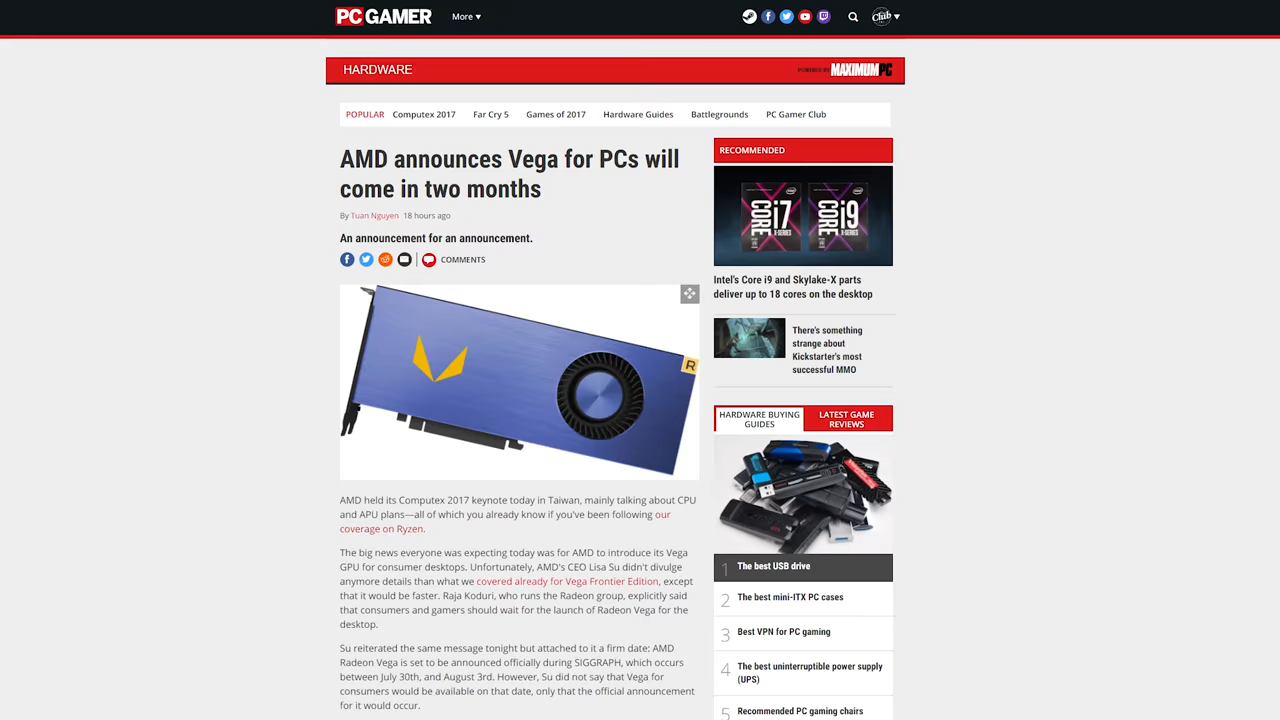 PC GAMER
More ▾
Club
HARDWARE
POWERED BY MAXIMUMPC
POPULAR Computex 2017 Far Cry 5 Games of 2017 Hardware Guides Battlegrounds PC Gamer Club
AMD announces Vega for PCs will
come in two months
By Tuan Nguyen 18 hours ago
An announcement for an announcement.
COMMENTS
R
AMD held its Computex 2017 keynote today in Taiwan, mainly talking about CPU
and APU plans—all of which you already know if you've been following our
coverage on Ryzen.
The big news everyone was expecting today was for AMD to introduce its Vega
GPU for consumer desktops. Unfortunately, AMD's CEO Lisa Su didn't divulge
anymore details than what we covered already for Vega Frontier Edition, except
that it would be faster. Raja Koduri, who runs the Radeon group, explicitly said
that consumers and gamers should wait for the launch of Radeon Vega for the
desktop.
Su reiterated the same message tonight but attached to it a firm date: AMD
Radeon Vega is set to be announced officially during SIGGRAPH, which occurs
between July 30th, and August 3rd. However, Su did not say that Vega for
consumers would be available on that date, only that the official announcement
for it would occur.
RECOMMENDED
intel
CORE
i7
X-SERIES
intel
CORE
i9
X-SERIES
Intel's Core i9 and Skylake-X parts
deliver up to 18 cores on the desktop
There's something
strange about
Kickstarter's most
successful MMO
HARDWARE BUYING
GUIDES
LATEST GAME
REVIEWS
1 The best USB drive
2 The best mini-ITX PC cases
3 Best VPN for PC gaming
4 The best uninterruptible power supply
(UPS)
5 Recommended PC gaming chairs